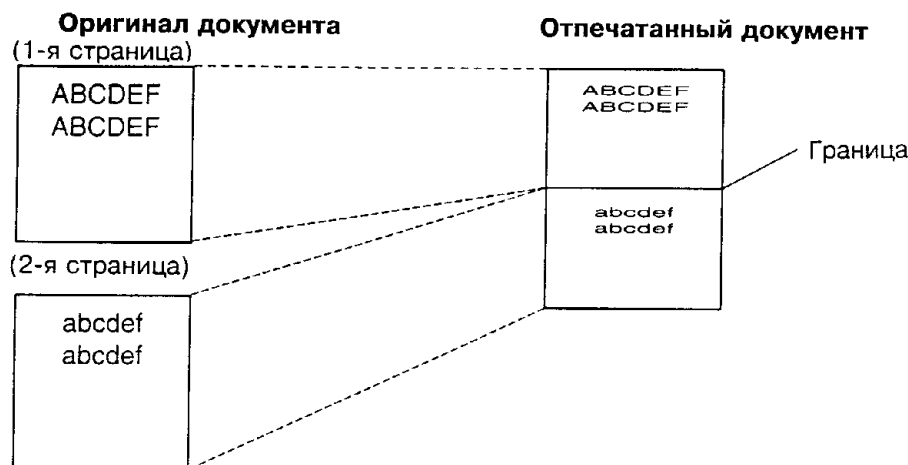 Оригинал документа
(1-я страница)
ABCDEF
ABCDEF
(2-я страница)
abcdef
abcdef
Отпечатанный документ
ABCDEF
ABCDEF
Граница
abcdef
abcdef